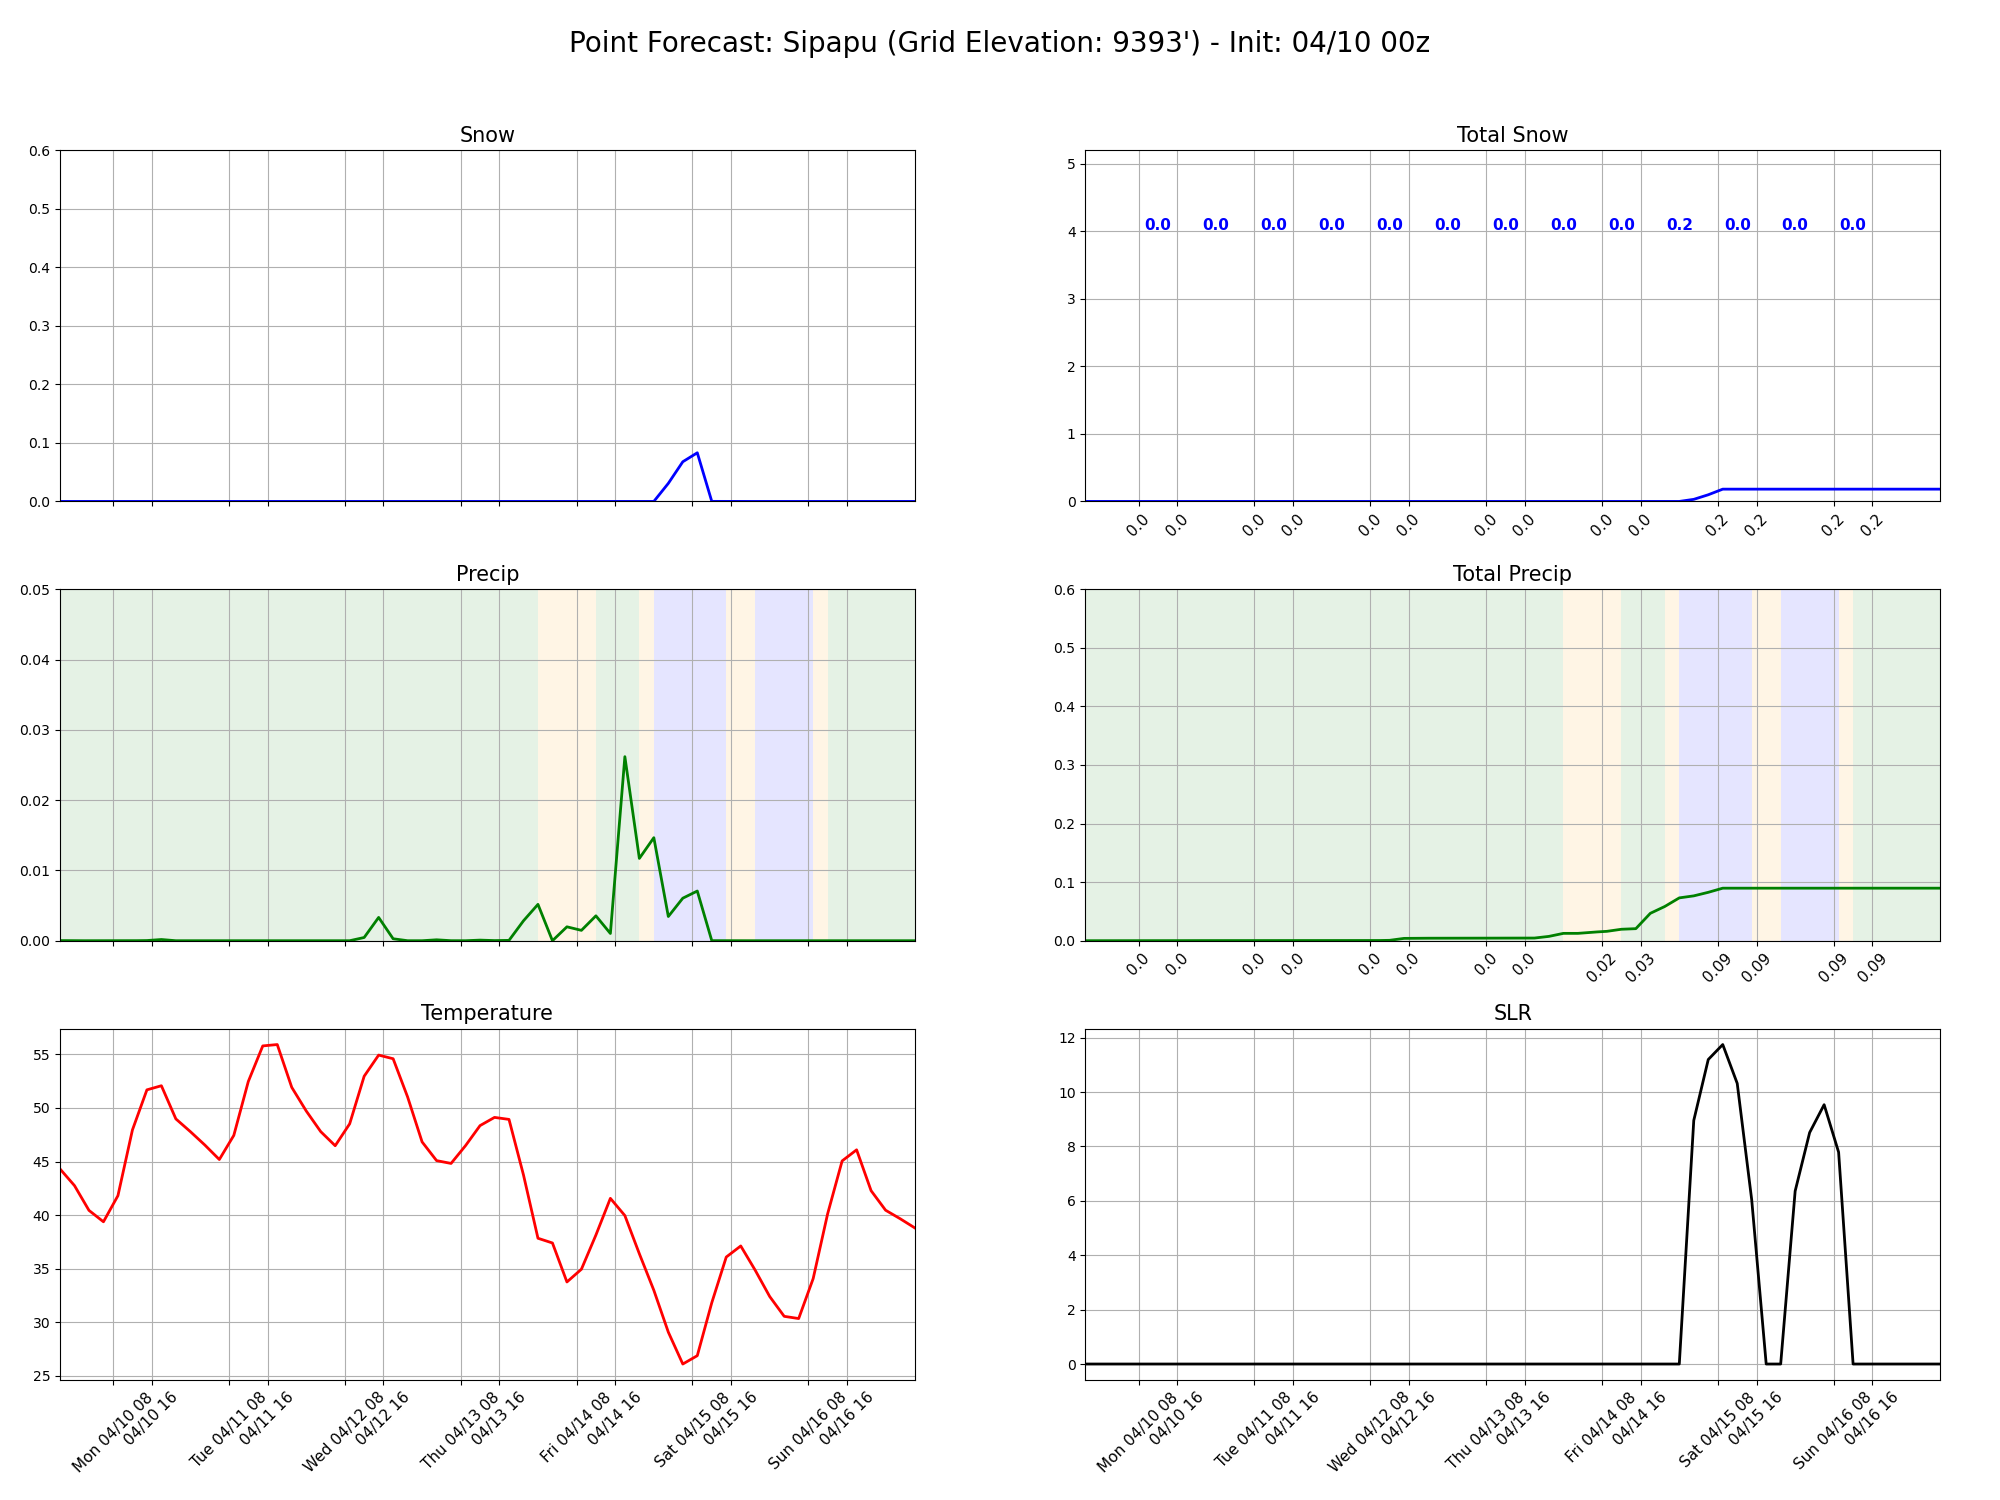 Point Forecast: Sipapu (Grid Elevation: 9393') - Init: 04/10 00z
Snow
0.6
0.5
0.4
0.3
0.2
0.1
0.0
Total Snow
5
4
3
2
1
0
0.0 0.0 0.0 0.0 0.0 0.0 0.0 0.0 0.0 0.2 0.0 0.0 0.0
0.0 0.0 0.0 0.0 0.0 0.0 0.0 0.0 0.0 0.0 0.2 0.2 0.2 0.2
Precip
0.05
0.04
0.03
0.02
0.01
0.00
Total Precip
0.6
0.5
0.4
0.3
0.2
0.1
0.0
0.0 0.0 0.0 0.0 0.0 0.0 0.0 0.0 0.02 0.03 0.09 0.09 0.09 0.09
Temperature
55
50
45
40
35
30
25
Mon 04/10 08
04/10 16
Tue 04/11 08
04/11 16
Wed 04/12 08
04/12 16
Thu 04/13 08
04/13 16
Fri 04/14 08
04/14 16
Sat 04/15 08
04/15 16
Sun 04/16 08
04/16 16
SLR
12
10
8
6
4
2
0
Mon 04/10 08
04/10 16
Tue 04/11 08
04/11 16
Wed 04/12 08
04/12 16
Thu 04/13 08
04/13 16
Fri 04/14 08
04/14 16
Sat 04/15 08
04/15 16
Sun 04/16 08
04/16 16